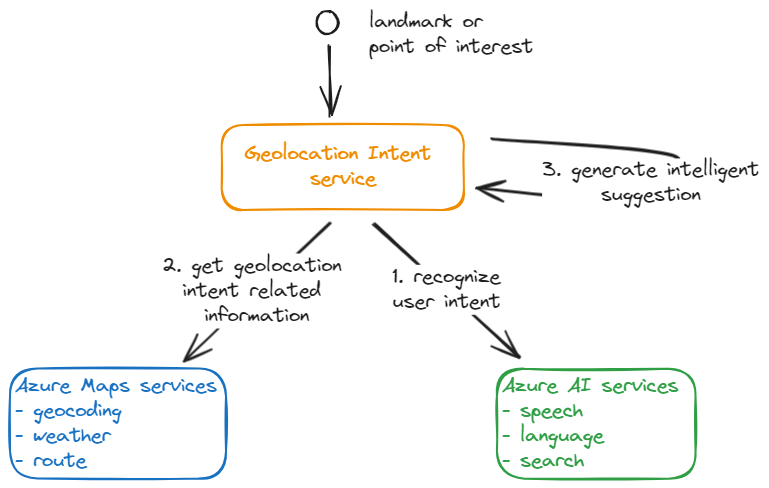 landmark or
point of interest
Geolocation Intent
service
3. generate intelligent
suggestion
2. get geolocation
intent related
information
1. recognize
user intent
Azure Maps services
- geocoding
- weather
- route
Azure AI services
- speech
- language
- search